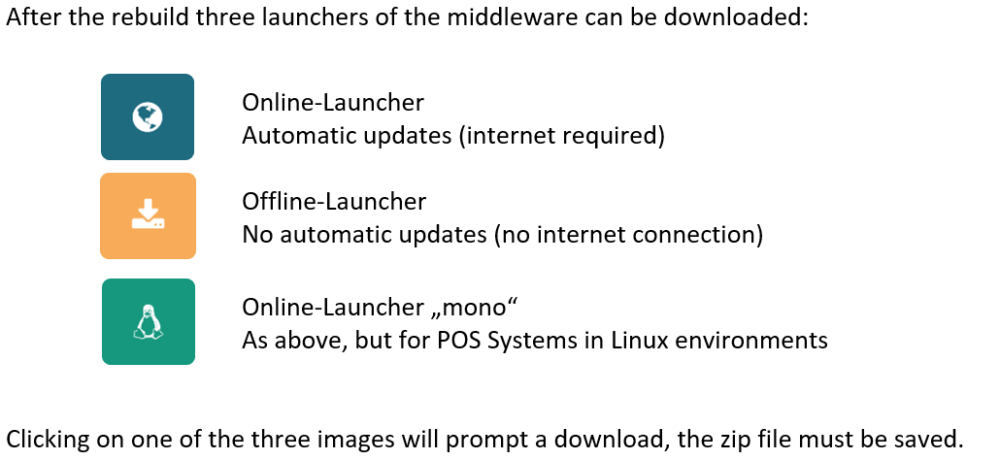 After the rebuild three launchers of the middleware can be downloaded:
Online-Launcher
Automatic updates (internet required)
Offline-Launcher
No automatic updates (no internet connection)
Online-Launcher „mono“
As above, but for POS Systems in Linux environments
Clicking on one of the three images will prompt a download, the zip file must be saved.